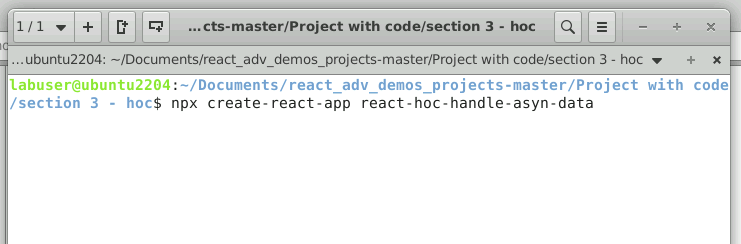 1 / 1
...cts-master/Project with code/section 3 - hoc
...ubuntu2204: ~/Documents/react_adv_demos_projects-master/Project with code/section 3 - hoc
labuser@ubuntu2204:~/Documents/react_adv_demos_projects-master/Project with code
/section 3 - hoc$ npx create-react-app react-hoc-handle-asyn-data